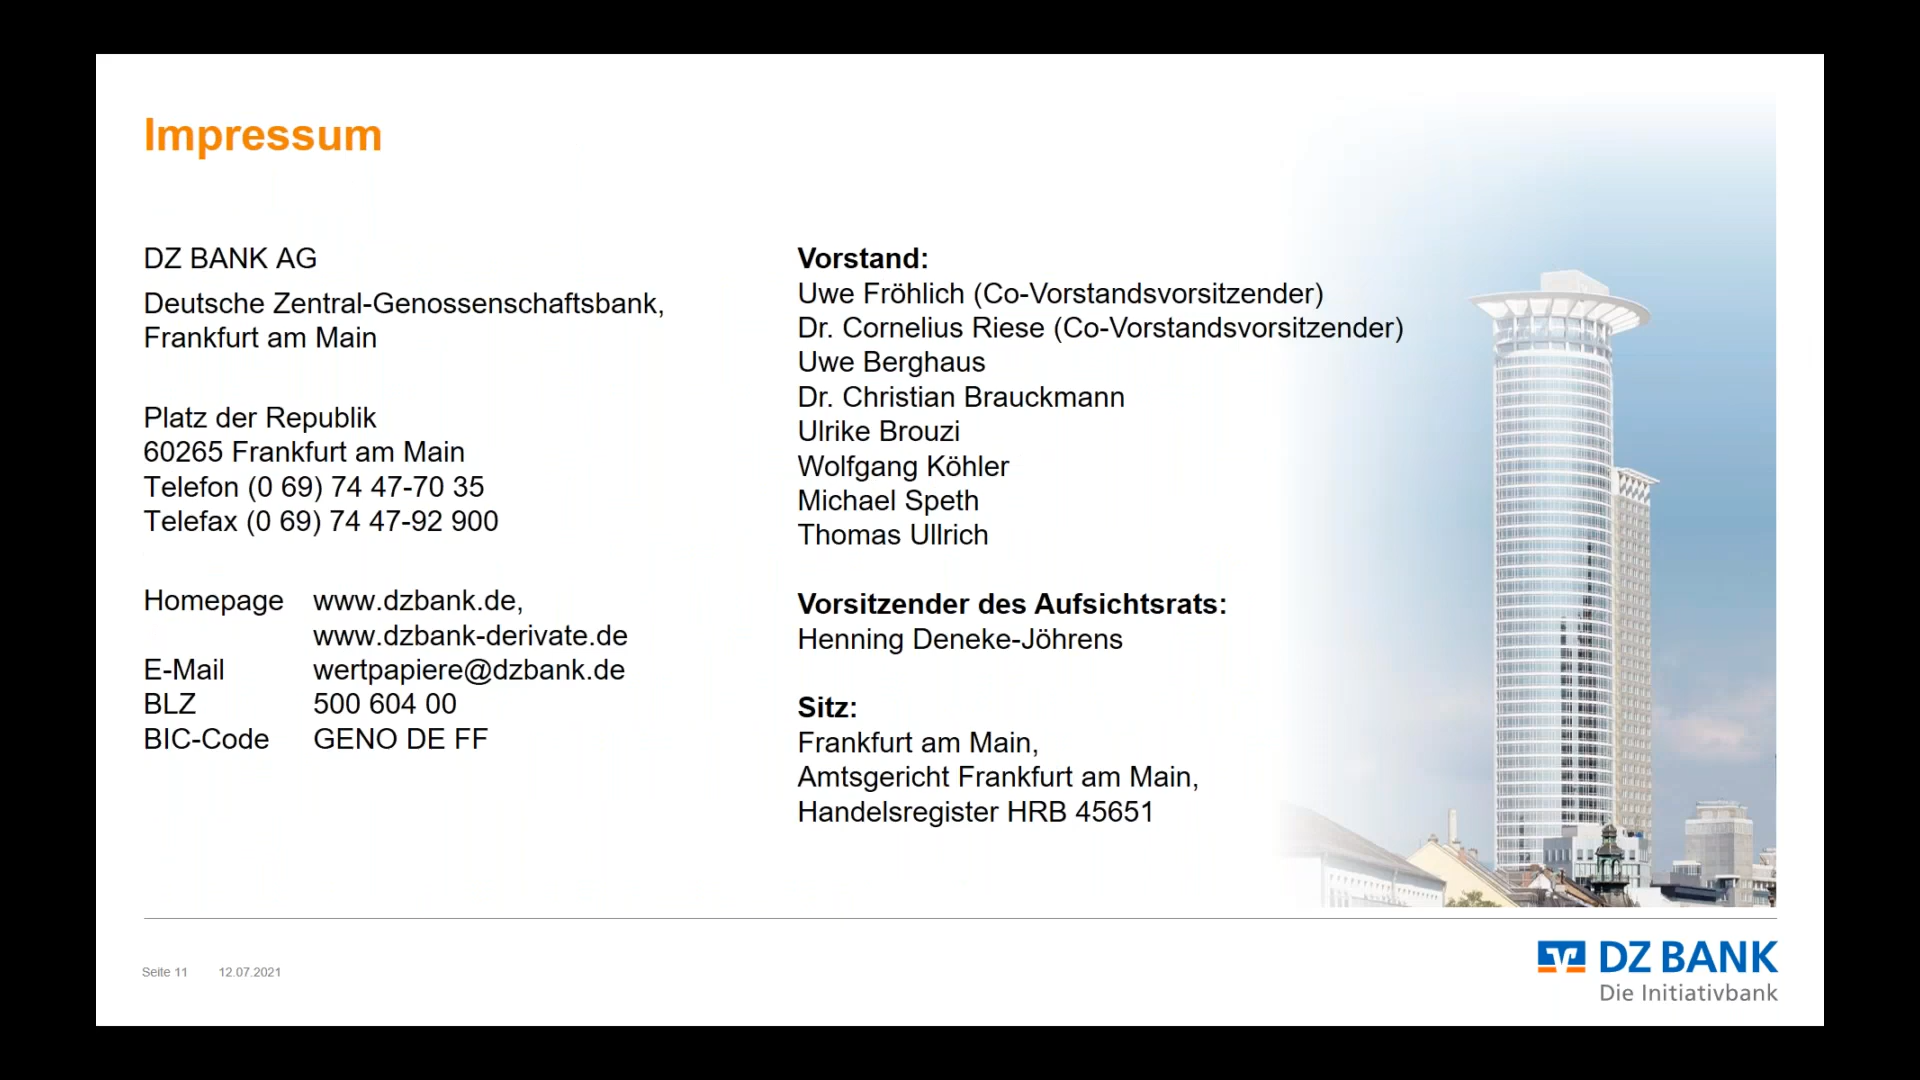 Impressum
DZ BANK AG
Deutsche Zentral-Genossenschaftsbank,
Frankfurt am Main
Platz der Republik
60265 Frankfurt am Main
Telefon (0 69) 74 47-70 35
Telefax (0 69) 74 47-92 900
Homepage www.dzbank.de,
www.dzbank-derivate.de
E-Mail wertpapiere@dzbank.de
BLZ 500 604 00
BIC-Code GENO DE FF
Vorstand:
Uwe Fröhlich (Co-Vorstandsvorsitzender)
Dr. Cornelius Riese (Co-Vorstandsvorsitzender)
Uwe Berghaus
Dr. Christian Brauckmann
Ulrike Brouzi
Wolfgang Köhler
Michael Speth
Thomas Ullrich
Vorsitzender des Aufsichtsrats:
Henning Deneke-Jöhrens
Sitz:
Frankfurt am Main,
Amtsgericht Frankfurt am Main,
Handelsregister HRB 45651
Seite 11 12.07.2021
DZ BANK
Die Initiativbank